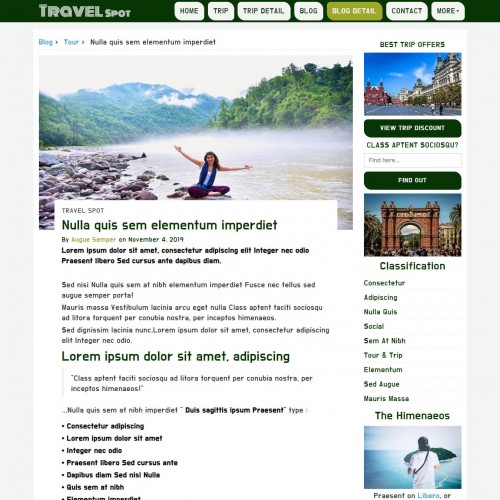 TRAVEL SPOT
HOME
TRIP
TRIP DETAIL
BLOG
BLOG DETAIL
CONTACT
MORE
Blog › Tour › Nulla quis sem elementum imperdiet
TRAVEL SPOT
Nulla quis sem elementum imperdiet
By Augue Semper on November 4, 2019
Lorem ipsum dolor sit amet, consectetur adipiscing elit Integer nec odio
Praesent libero Sed cursus ante dapibus diam.
Sed nisi Nulla quis sem at nibh elementum imperdiet Fusce nec tellus sed
augue semper porta!
Mauris massa Vestibulum lacinia arcu eget nulla Class aptent taciti sociosqu
ad litora torquent per conubia nostra, per inceptos himenaeos.
Sed dignissim lacinia nunc.Lorem ipsum dolor sit amet, consectetur adipiscing
elit Integer nec odio.
Lorem ipsum dolor sit amet, adipiscing
"Class aptent taciti sociosqu ad litora torquent per conubia nostra, per
inceptos himenaeos!"
...Nulla quis sem at nibh imperdiet " Duis sagittis ipsum Praesent" type :
• Consectetur adipiscing
• Lorem ipsum dolor sit amet
• Integer nec odio
• Praesent libero Sed cursus ante
• Dapibus diam Sed nisi Nulla
• Quis sem at nibh
• Elementum imperdiet
BEST TRIP OFFERS
VIEW TRIP DISCOUNT
CLASS APTENT SOCIOSQU?
Find here...
FIND OUT
Classification
Consectetur
Adipiscing
Nulla Quis
Social
Sem At Nibh
Tour & Trip
Elementum
Sed Augue
Mauris Massa
The Himenaeos
Praesent on Libero, or